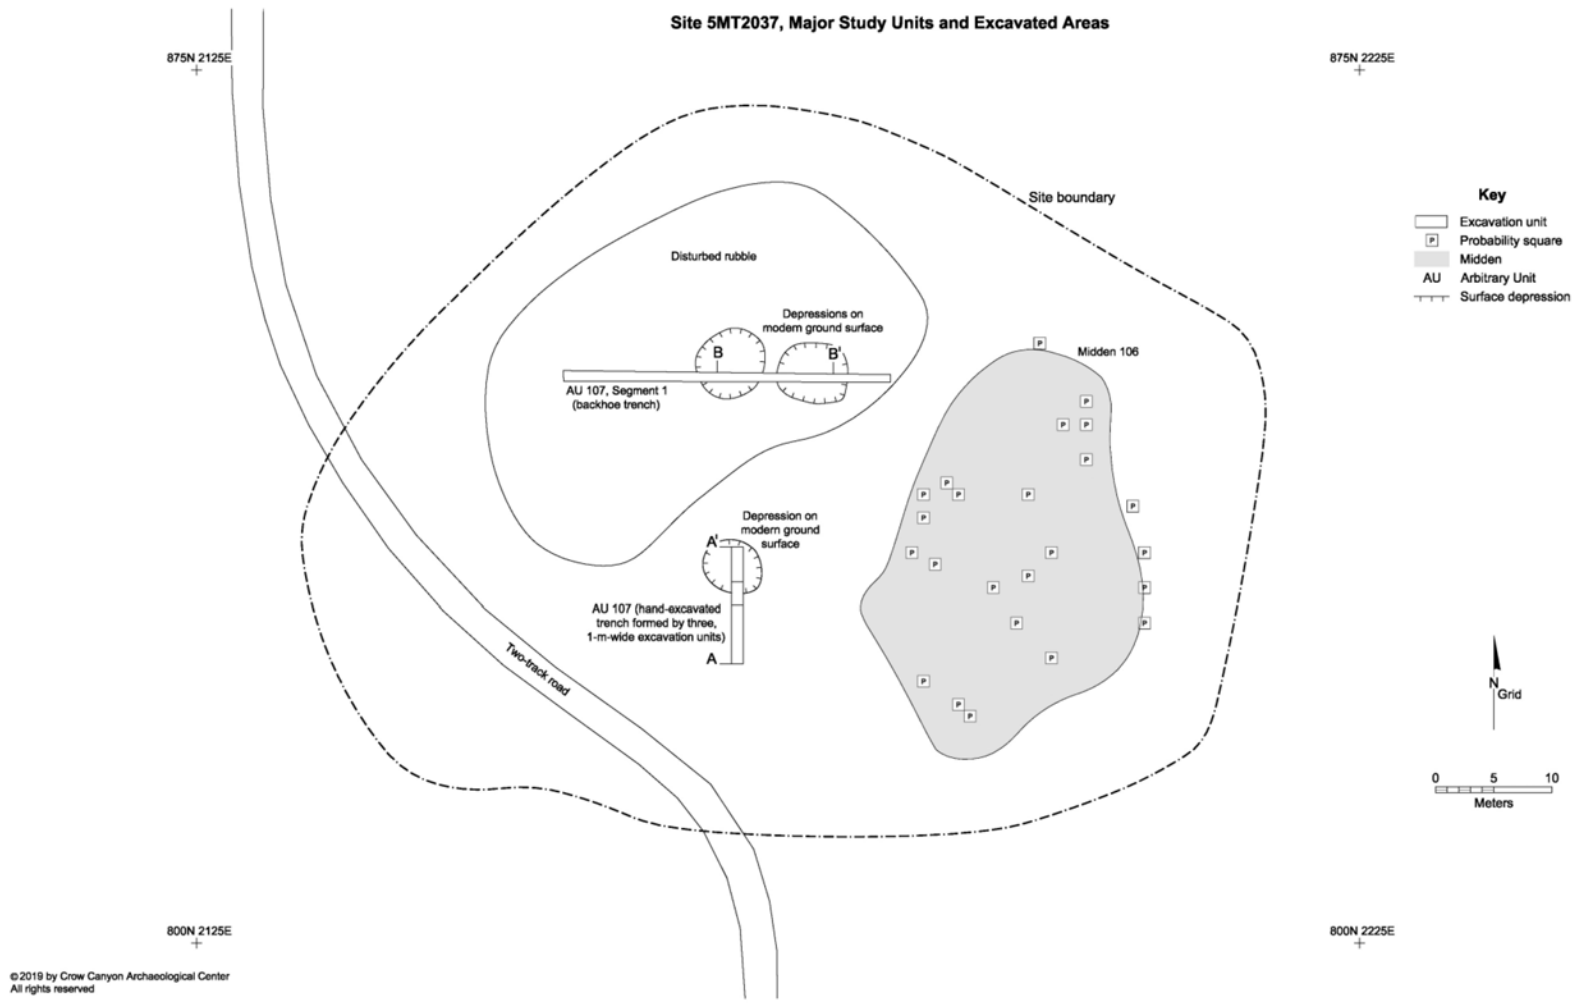 Site 5MT2037, Major Study Units and Excavated Areas
875N 2125E
875N 2225E
Site boundary
Key
Excavation unit
P Probability square
Midden
AU Arbitrary Unit
Surface depression
Disturbed rubble
Depressions on
modern ground surface
B
B'
AU 107, Segment 1
(backhoe trench)
P
Midden 106
P
P P
P
P
P P P
P
P
P
P P P
P
P
P P
P
P P
P
P
P
P
Depression on
modern ground
surface
A'
AU 107 (hand-excavated
trench formed by three,
1-m-wide excavation units)
A
Two-track road
N
Grid
0 5 10
Meters
800N 2125E
800N 2225E
©2019 by Crow Canyon Archaeological Center
All rights reserved